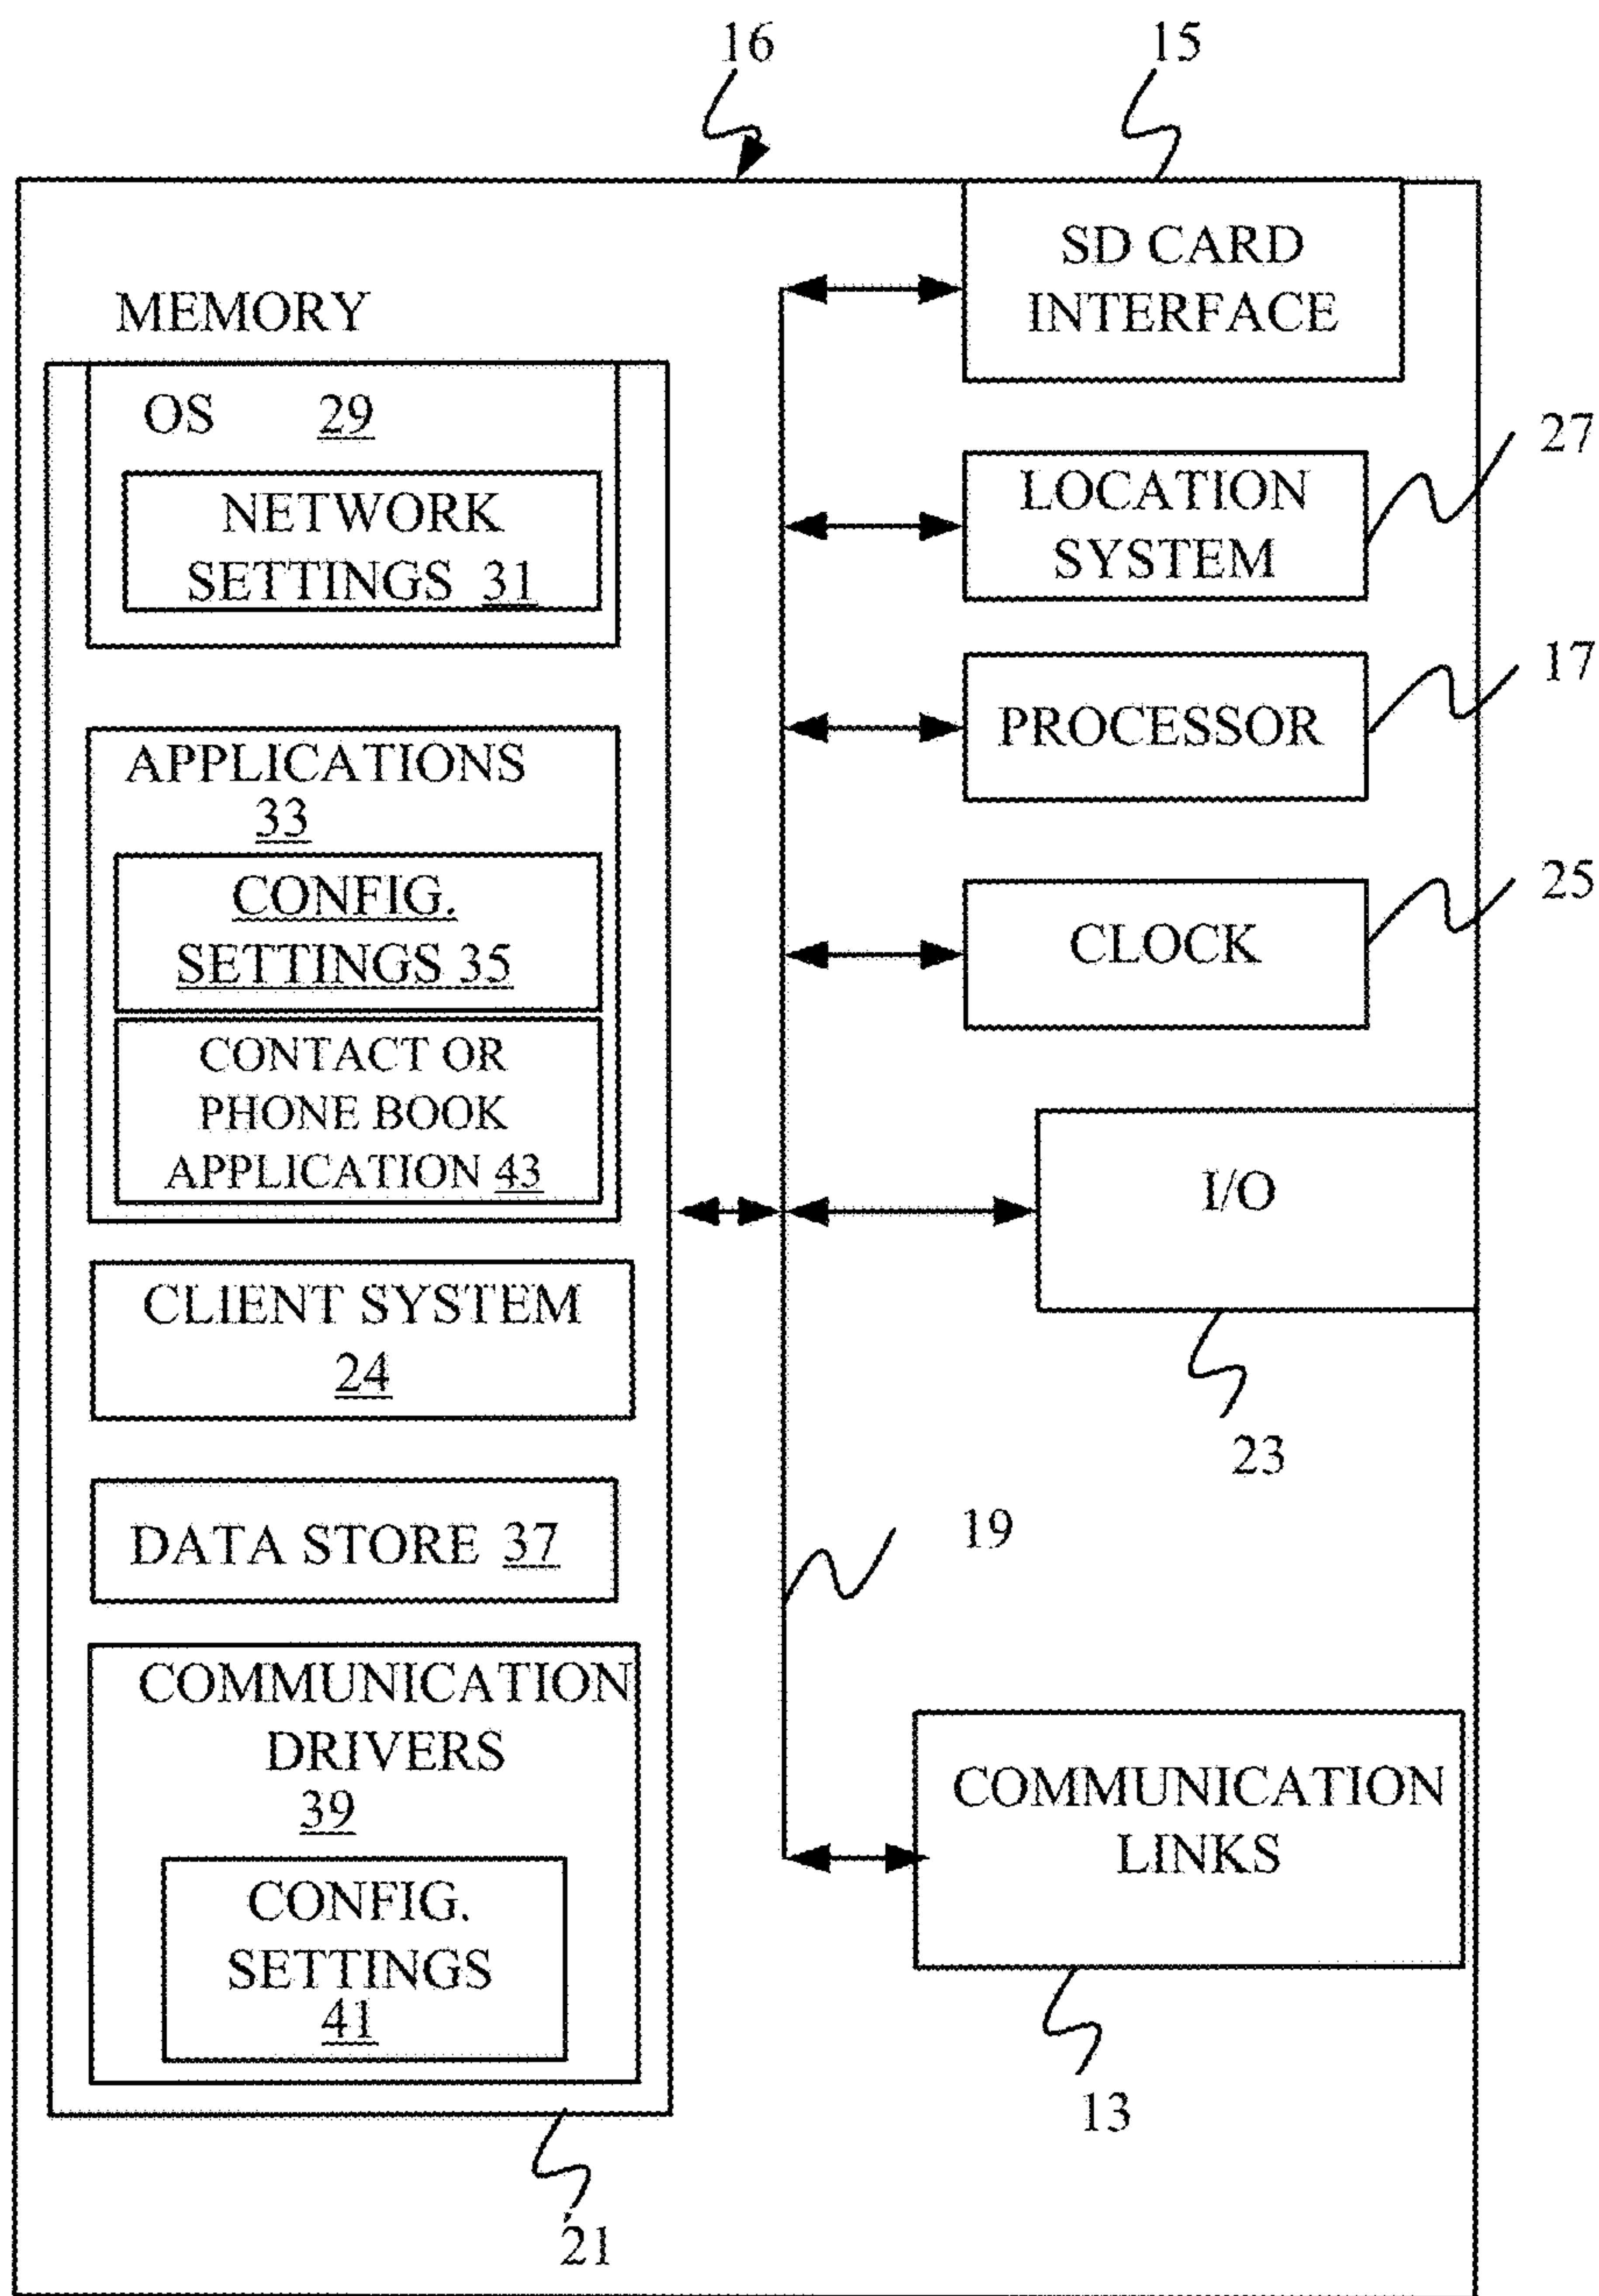 16
15
SD CARD
INTERFACE
MEMORY
OS 29
NETWORK
SETTINGS 31
LOCATION
SYSTEM
27
PROCESSOR
17
APPLICATIONS
33
CONFIG.
SETTINGS 35
CLOCK
25
CONTACT OR
PHONE BOOK
APPLICATION 43
I/O
23
CLIENT SYSTEM
24
DATA STORE 37
19
COMMUNICATION
DRIVERS
39
CONFIG.
SETTINGS
41
COMMUNICATION
LINKS
13
21